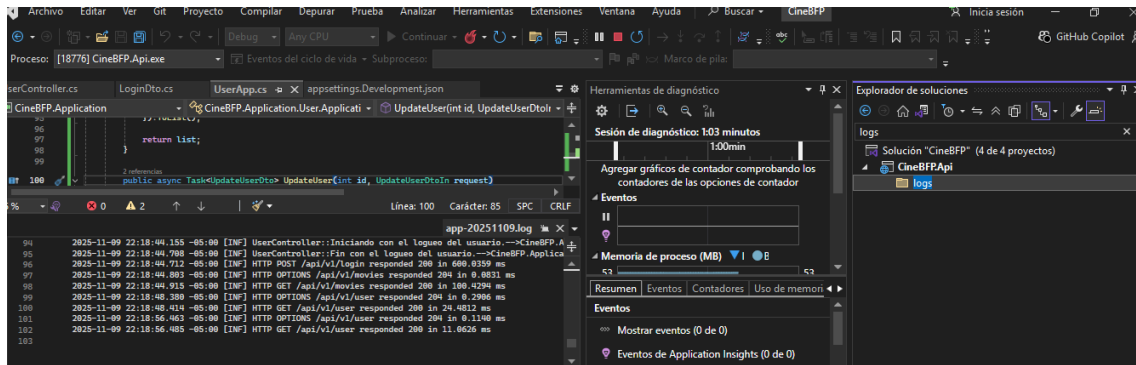 Archivo Editar Ver Git Proyecto Compilar Depurar Prueba Analizar Herramientas Extensiones Ventana Ayuda Buscar CineBFP Inicia sesión
Debug Any CPU Continuar GitHub Copilot
Proceso: [18776] CineBFP.Api.exe Eventos del ciclo de vida Subproceso: Marco de pila:
serController.cs LoginDto.cs UserApp.cs appsettings.Development.json
CineBFP.Application CineBFP.Application.User.Applicati UpdateUser(int id, UpdateUserDtoIr
95 }).ToList();
96
97 return list;
98 }
99
2 referencias
100 public async Task<UpdateUserDto> UpdateUser(int id, UpdateUserDtoIn request)
% 0 2 Línea: 100 Carácter: 85 SPC CRLF
app-20251109.log
94 2025-11-09 22:18:44.155 -05:00 [INF] UserController::Iniciando con el logueo del usuario.-->CineBFP.A
95 2025-11-09 22:18:44.708 -05:00 [INF] UserController::Fin con el logueo del usuario.-->CineBFP.Applica
96 2025-11-09 22:18:44.712 -05:00 [INF] HTTP POST /api/v1/login responded 200 in 600.0359 ms
97 2025-11-09 22:18:44.803 -05:00 [INF] HTTP OPTIONS /api/v1/movies responded 204 in 0.0831 ms
98 2025-11-09 22:18:44.915 -05:00 [INF] HTTP GET /api/v1/movies responded 200 in 100.4294 ms
99 2025-11-09 22:18:48.380 -05:00 [INF] HTTP OPTIONS /api/v1/user responded 204 in 0.2906 ms
100 2025-11-09 22:18:48.414 -05:00 [INF] HTTP GET /api/v1/user responded 200 in 24.4812 ms
101 2025-11-09 22:18:56.463 -05:00 [INF] HTTP OPTIONS /api/v1/user responded 204 in 0.1140 ms
102 2025-11-09 22:18:56.485 -05:00 [INF] HTTP GET /api/v1/user responded 200 in 11.0626 ms
103
Herramientas de diagnóstico
Sesión de diagnóstico: 1:03 minutos
1:00min
Agregar gráficos de contador comprobando los
contadores de las opciones de contador
Eventos
Memoria de proceso (MB)
53 53
Resumen Eventos Contadores Uso de memori
Eventos
Mostrar eventos (0 de 0)
Eventos de Application Insights (0 de 0)
Explorador de soluciones
logs
Solución "CineBFP" (4 de 4 proyectos)
CineBFP.Api
logs